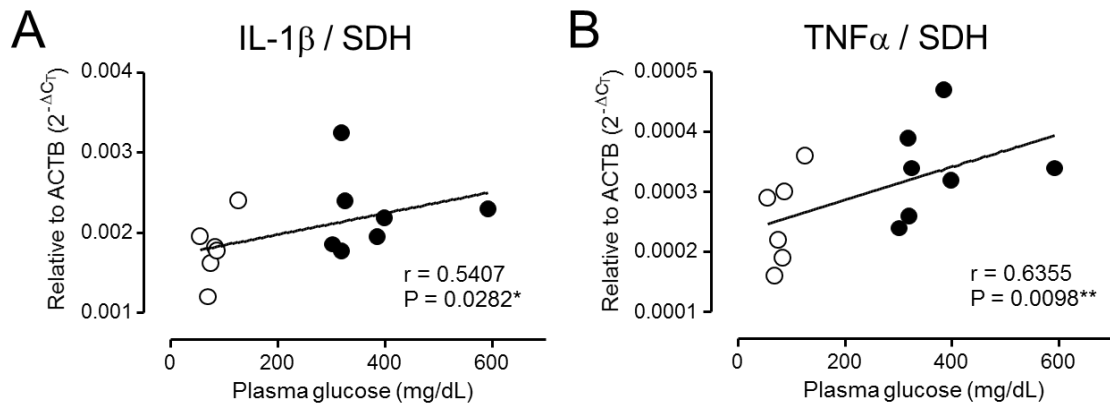 A
IL-1β / SDH
Relative to ACTB (2^-ΔCT)
0.004
0.003
0.002
0.001
r = 0.5407
P = 0.0282*
0 200 400 600
Plasma glucose (mg/dL)
B
TNFα / SDH
Relative to ACTB (2^-ΔCT)
0.0005
0.0004
0.0003
0.0002
0.0001
r = 0.6355
P = 0.0098**
0 200 400 600
Plasma glucose (mg/dL)